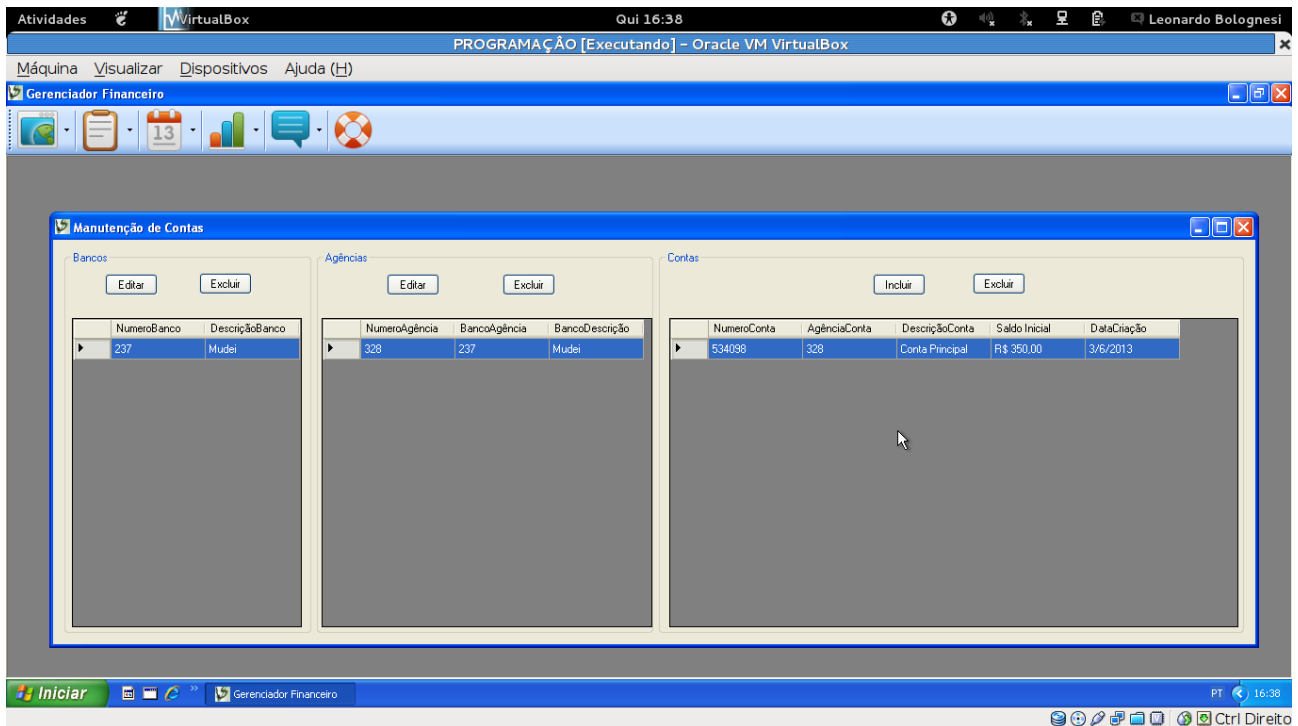 Atividades VirtualBox Qui 16:38 Leonardo Bolognesi
PROGRAMAÇÂO [Executando] – Oracle VM VirtualBox
Máquina Visualizar Dispositivos Ajuda (H)
Gerenciador Financeiro
13
Manutenção de Contas
Bancos Agências Contas
Editar Excluir Editar Excluir Incluir Excluir
NumeroBanco DescriçãoBanco NumeroAgência BancoAgência BancoDescrição NumeroConta AgênciaConta DescriçãoConta Saldo Inicial DataCriação
237 Mudei 328 237 Mudei 534098 328 Conta Principal R$ 350,00 3/6/2013
Iniciar Gerenciador Financeiro PT 16:38
Ctrl Direito